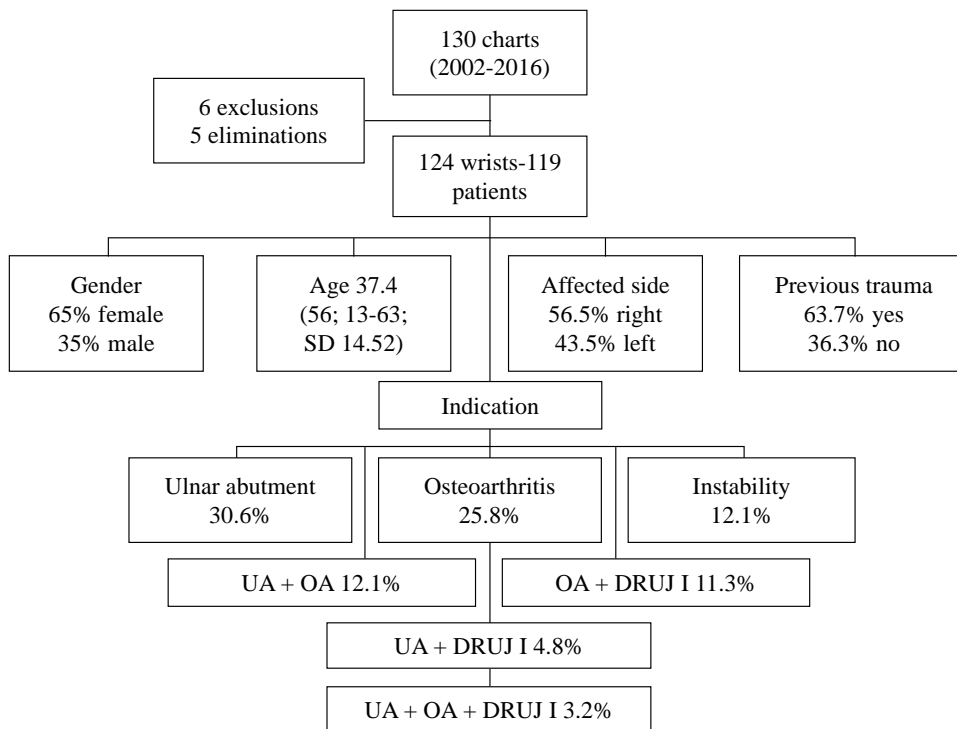 130 charts
(2002-2016)
6 exclusions
5 eliminations
124 wrists-119
patients
Gender
65% female
35% male
Age 37.4
(56; 13-63;
SD 14.52)
Affected side
56.5% right
43.5% left
Previous trauma
63.7% yes
36.3% no
Indication
Ulnar abutment
30.6%
Osteoarthritis
25.8%
Instability
12.1%
UA + OA 12.1%
OA + DRUJ I 11.3%
UA + DRUJ I 4.8%
UA + OA + DRUJ I 3.2%